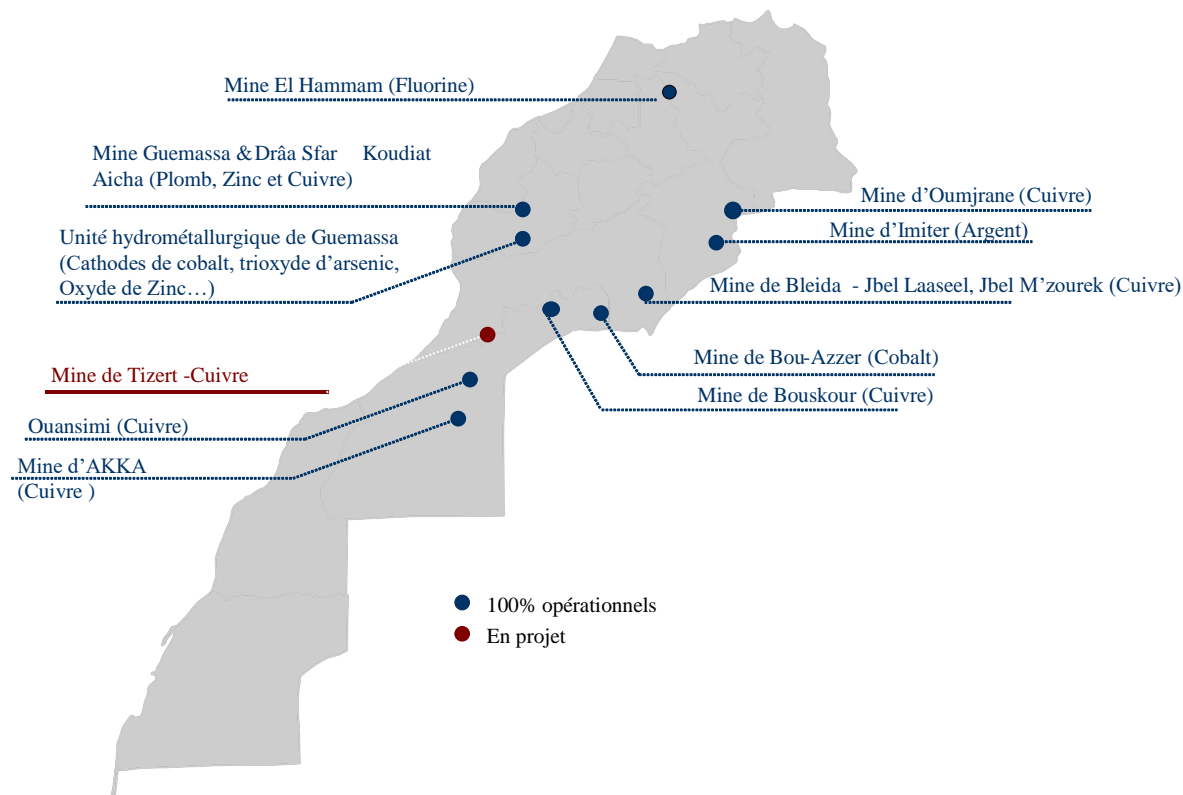 Mine El Hammam (Fluorine)
Mine Guemassa & Drâa Sfar Koudiat
Aicha (Plomb, Zinc et Cuivre)
Unité hydrométallurgique de Guemassa
(Cathodes de cobalt, trioxyde d'arsenic,
Oxyde de Zinc…)
Mine de Tizert -Cuivre
Ouansimi (Cuivre)
Mine d'AKKA
(Cuivre )
Mine d'Oumjrane (Cuivre)
Mine d'Imiter (Argent)
Mine de Bleida - Jbel Laaseel, Jbel M'zourek (Cuivre)
Mine de Bou-Azzer (Cobalt)
Mine de Bouskour (Cuivre)
100% opérationnels
En projet